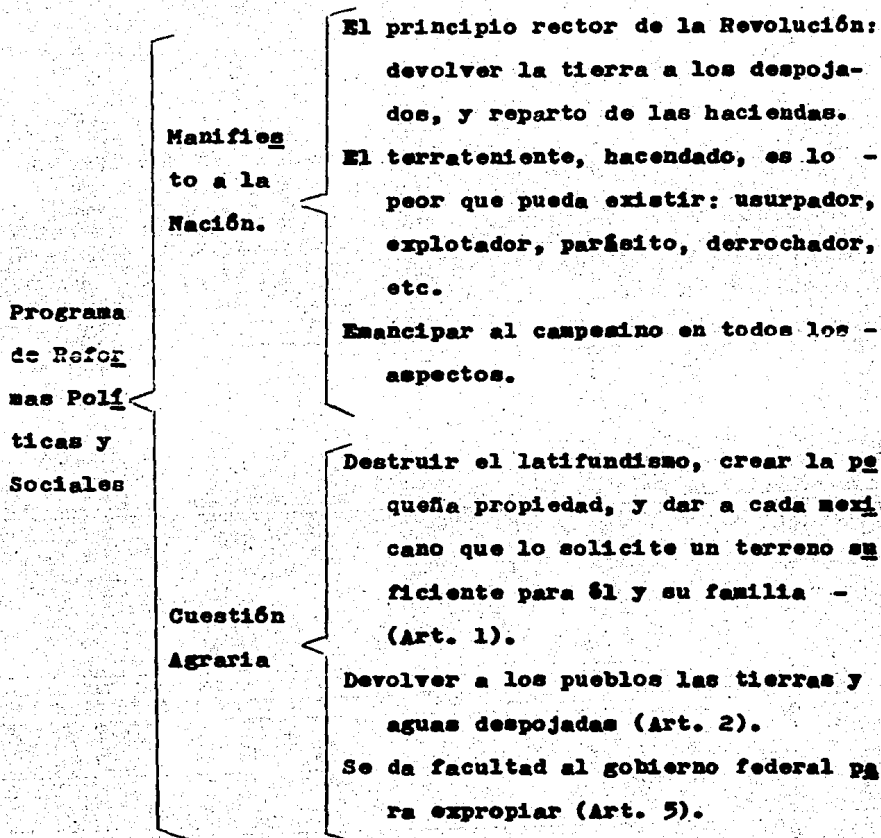 Programa
de Refor
mas Polí
ticas y
Sociales
Manifies
to a la
Nación.
El principio rector de la Revolución:
devolver la tierra a los despoja-
dos, y reparto de las haciendas.
El terrateniente, hacendado, es lo -
peor que pueda existir: usurpador,
explotador, parásito, derrochador,
etc.
Emancipar al campesino en todos los -
aspectos.
Cuestión
Agraria
Destruir el latifundismo, crear la pe
queña propiedad, y dar a cada mexi
cano que lo solicite un terreno su
ficiente para él y su familia -
(Art. 1).
Devolver a los pueblos las tierras y
aguas despojadas (Art. 2).
Se da facultad al gobierno federal pa
ra expropiar (Art. 5).